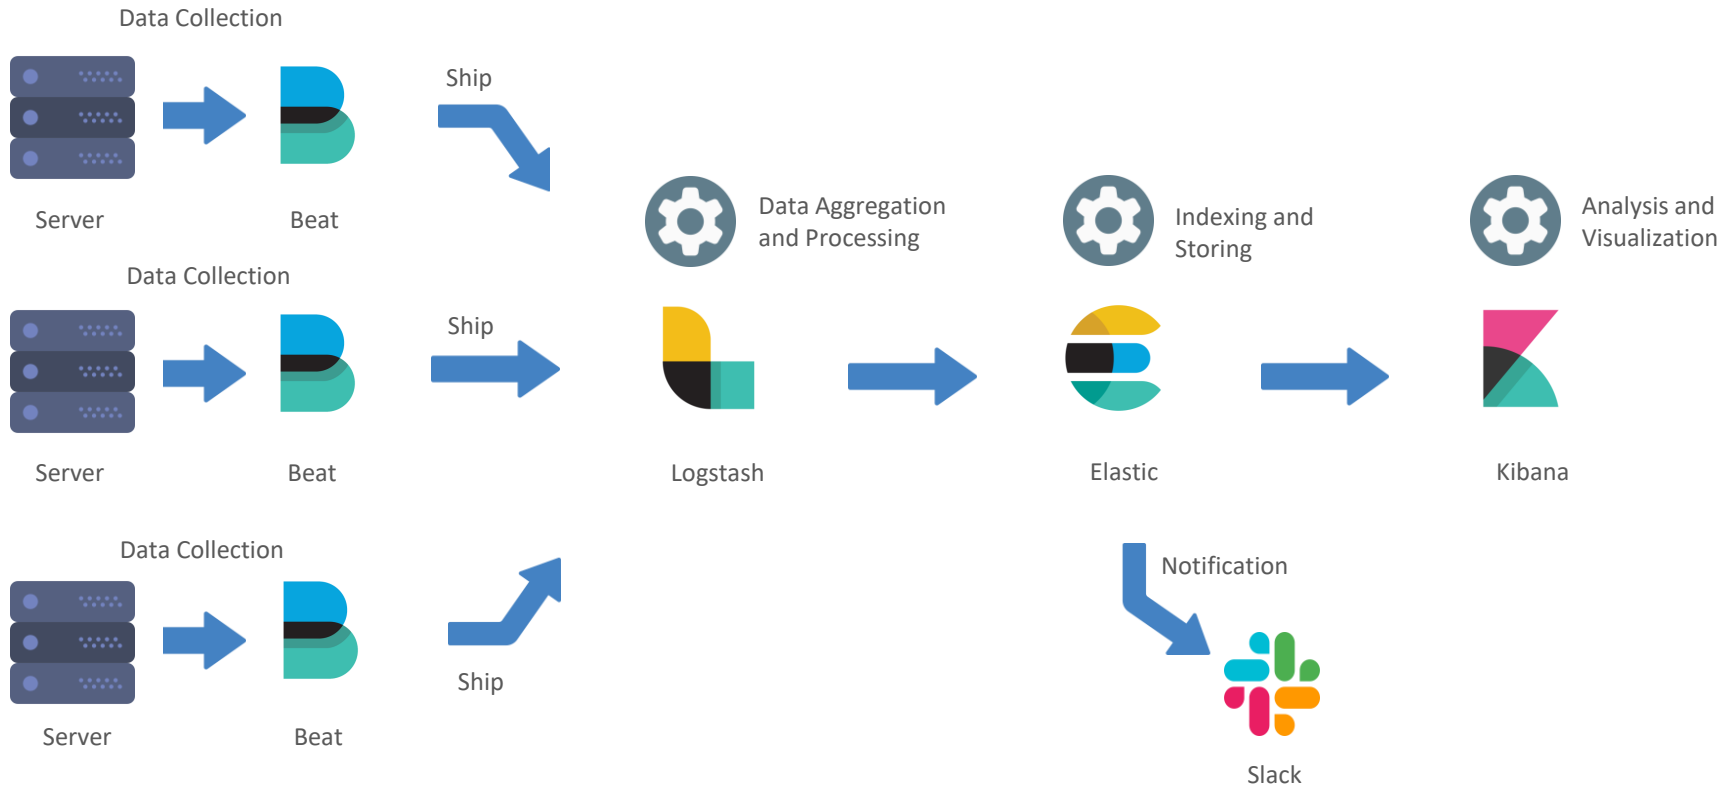 Data Collection
Ship
Server
Beat
Data Aggregation
and Processing
Indexing and
Storing
Analysis and
Visualization
Data Collection
Ship
Server
Beat
Logstash
Elastic
Kibana
Data Collection
Notification
Ship
Server
Beat
Slack